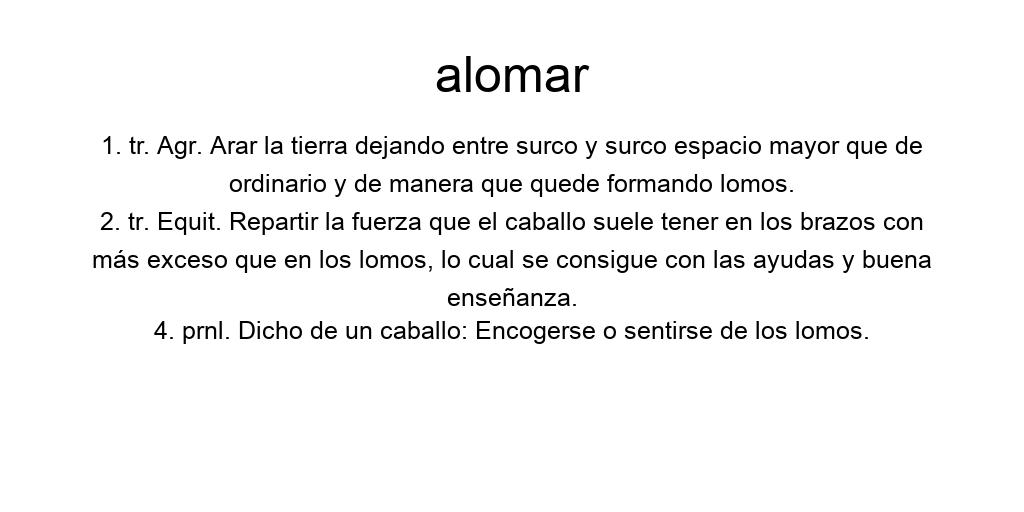 alomar
1. tr. Agr. Arar la tierra dejando entre surco y surco espacio mayor que de
ordinario y de manera que quede formando lomos.
2. tr. Equit. Repartir la fuerza que el caballo suele tener en los brazos con
más exceso que en los lomos, lo cual se consigue con las ayudas y buena
enseñanza.
4. prnl. Dicho de un caballo: Encogerse o sentirse de los lomos.